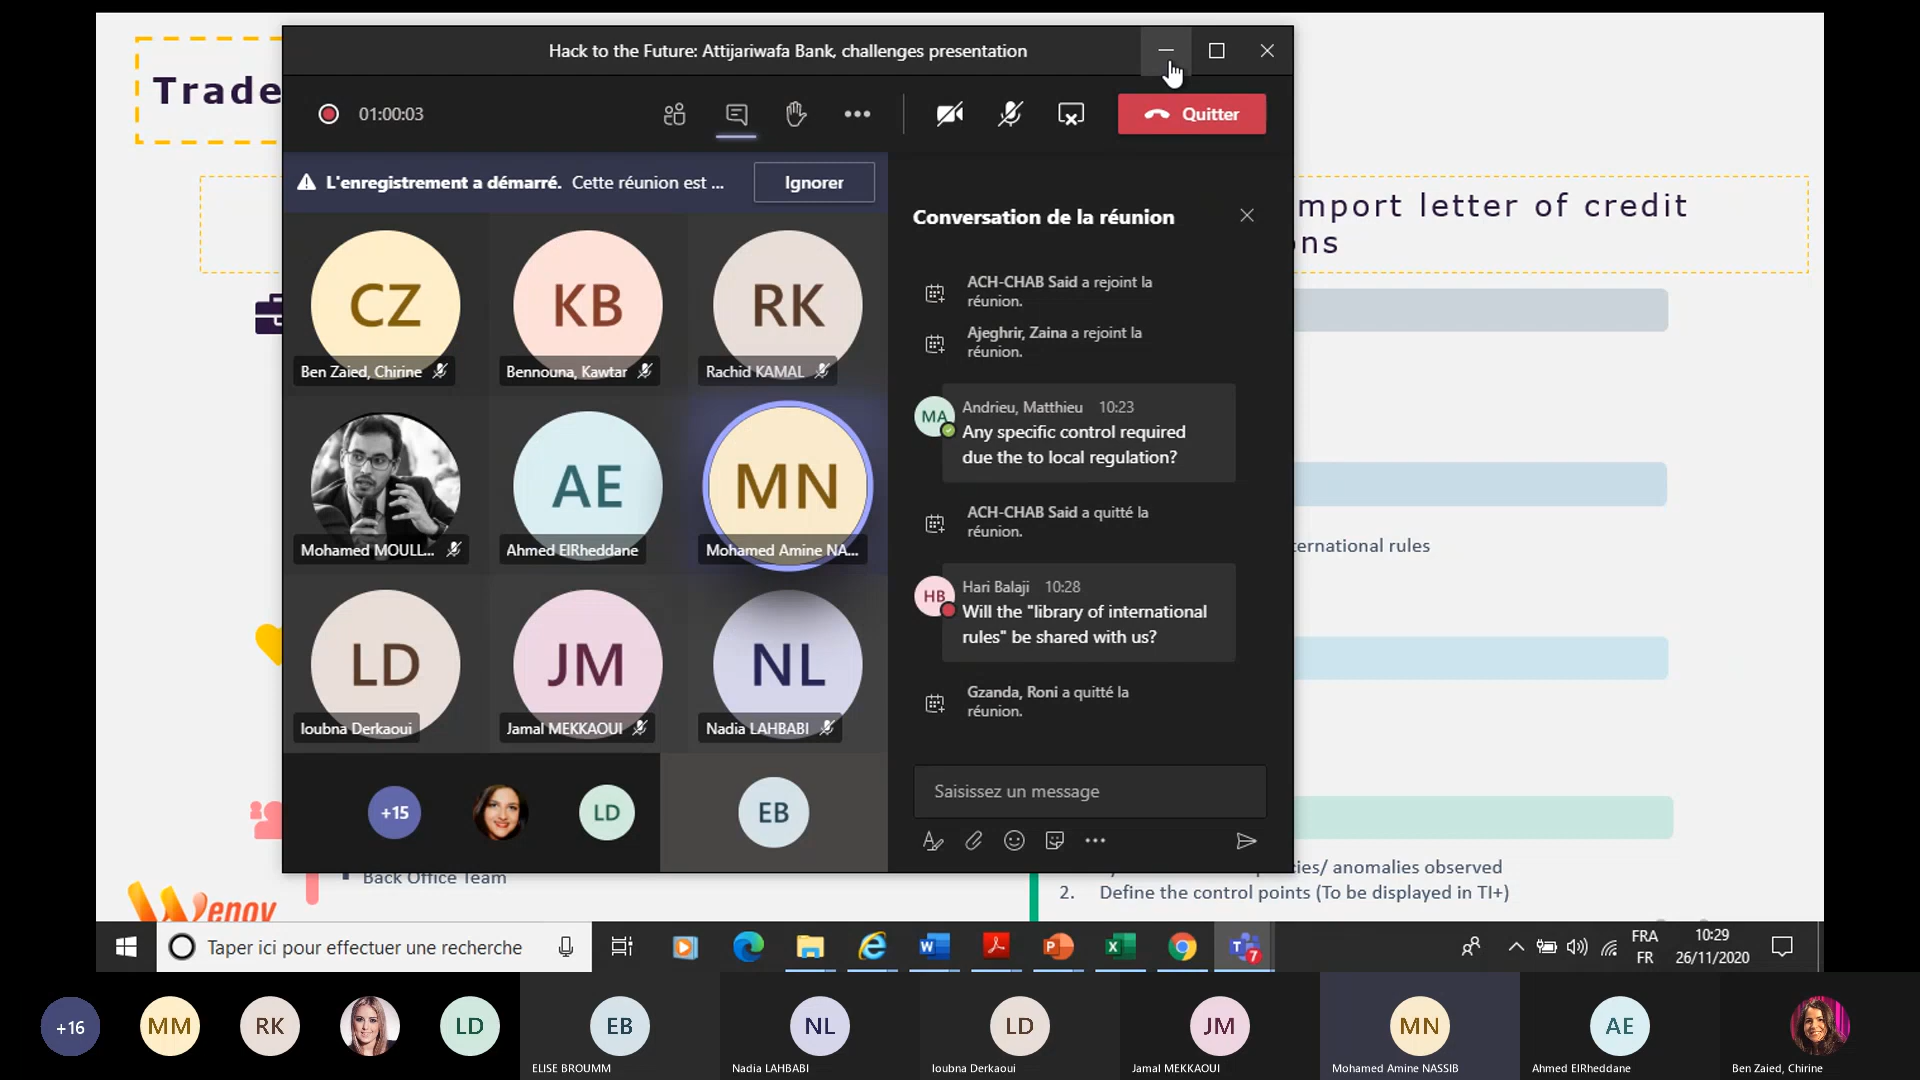 Hack to the Future: Attijariwafa Bank, challenges presentation
Trade
01:00:03
Quitter
L'enregistrement a démarré. Cette réunion est ...
Ignorer
mport letter of credit
ns
Conversation de la réunion
CZ
KB
RK
Ben Zaied, Chirine
Bennouna, Kawtar
Rachid KAMAL
AE
MN
Mohamed MOULL...
Ahmed ElRheddane
Mohamed Amine NA...
LD
JM
NL
loubna Derkaoui
Jamal MEKKAOUI
Nadia LAHBABI
+15
LD
EB
ACH-CHAB Said a rejoint la
réunion.
Ajeghrir, Zaina a rejoint la
réunion.
MA
Andrieu, Matthieu 10:23
Any specific control required
due the to local regulation?
ACH-CHAB Said a quitté la
réunion.
HB
Hari Balaji 10:28
Will the "library of international
rules" be shared with us?
Gzanda, Roni a quitté la
réunion.
Saisissez un message
ernational rules
cies/ anomalies observed
2. Define the control points (To be displayed in TI+)
Back Office Team
Wenov
Taper ici pour effectuer une recherche
7
FRA
FR
10:29
26/11/2020
+16
MM
RK
LD
EB
NL
LD
JM
MN
AE
ELISE BROUMM
Nadia LAHBABI
loubna Derkaoui
Jamal MEKKAOUI
Mohamed Amine NASSIB
Ahmed ElRheddane
Ben Zaied, Chirine